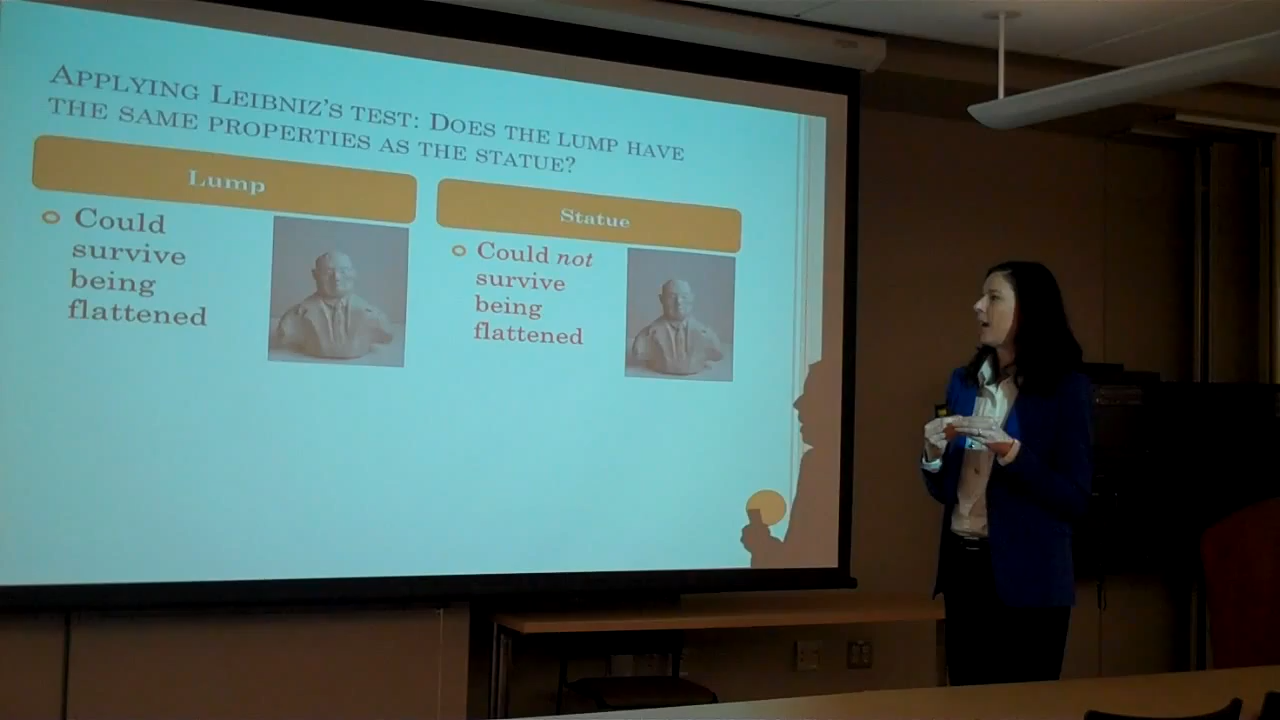 APPLYING LEIBNIZ'S TEST: DOES THE LUMP HAVE
THE SAME PROPERTIES AS THE STATUE?
Lump
Could
survive
being
flattened
Statue
Could not
survive
being
flattened